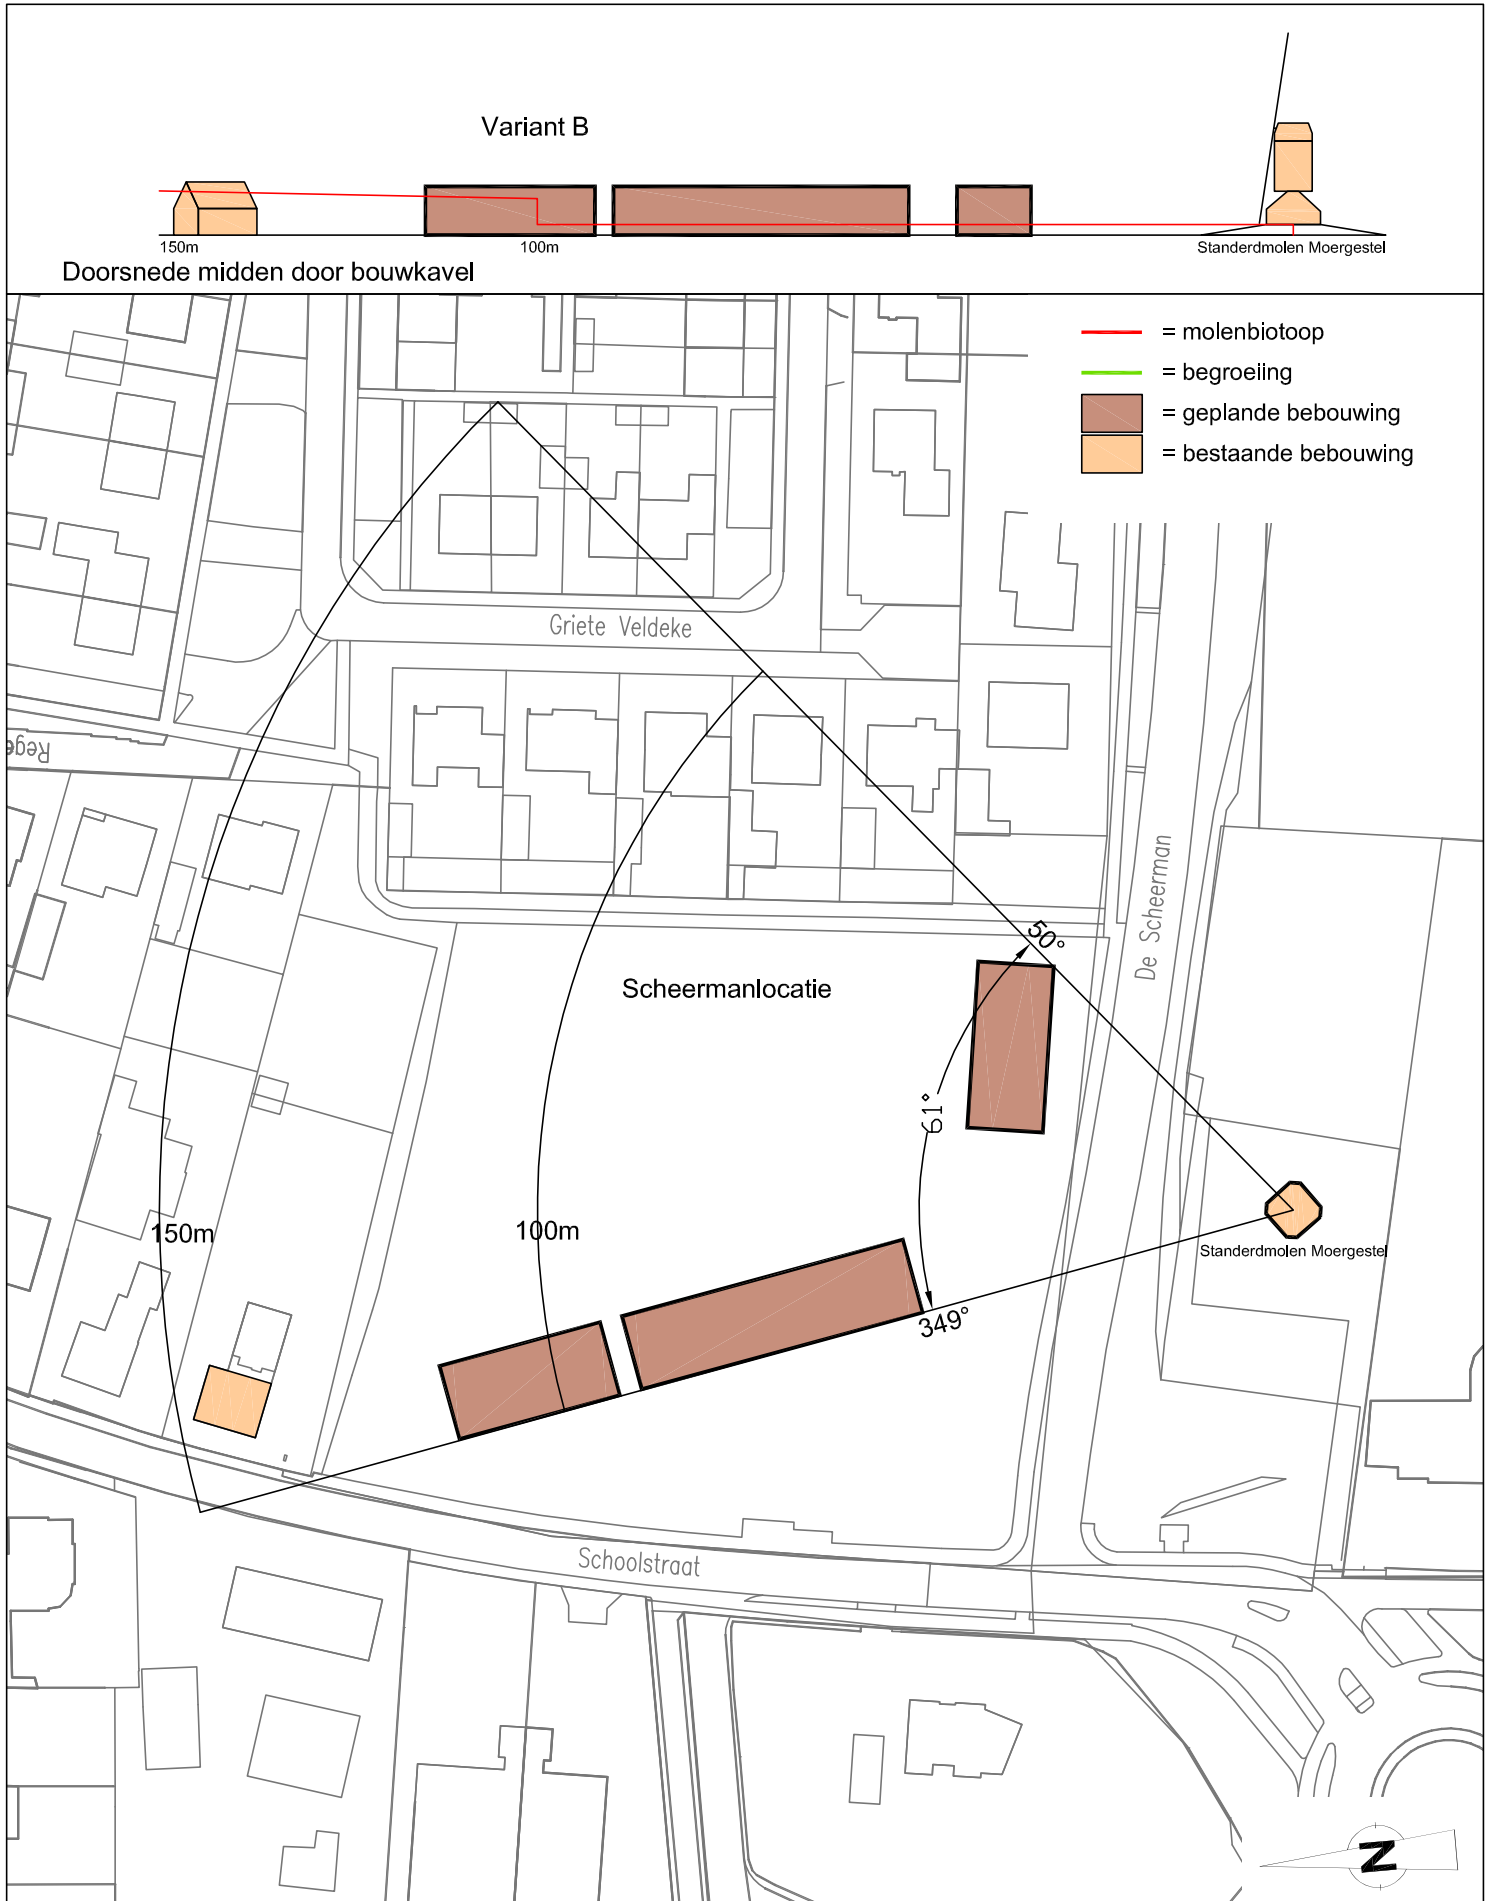 Variant B
150m
100m
Standerdmolen Moergestel
Doorsnede midden door bouwkavel
= molenbiotoop
= begroeiing
= geplande bebouwing
= bestaande bebouwing
Griete Veldeke
Rege
De Scheerman
50°
Scheermanlocatie
61°
150m
100m
Standerdmolen Moergestel
349°
Schoolstraat
N